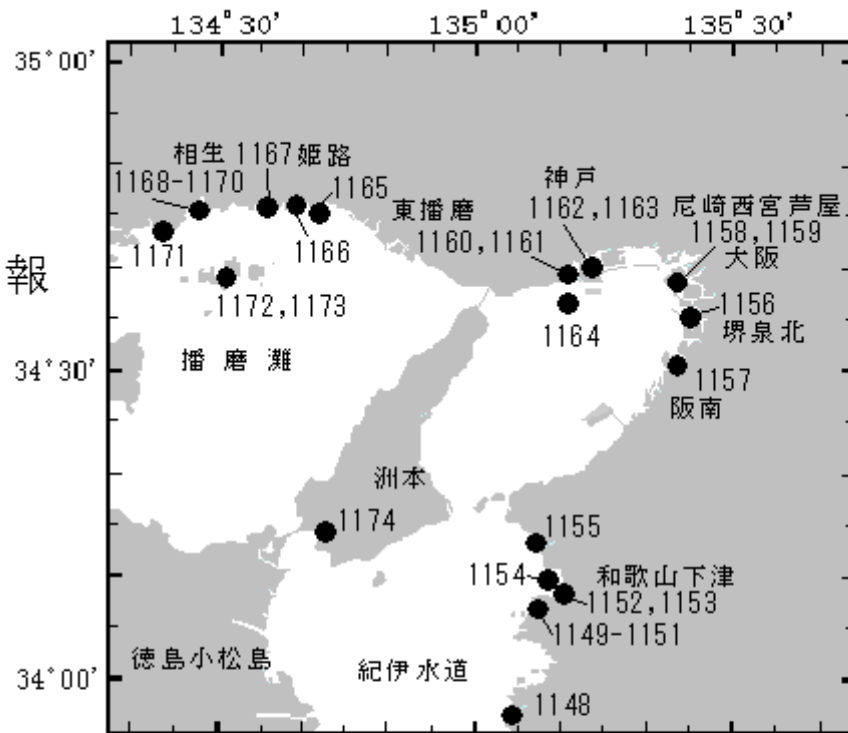 134°30' 135°00' 135°30'
35°00'
相生 1167 姫路
1168-1170
1165
神戸
東播磨
1162,1163
尼崎西宮芦屋
1160,1161
1158,1159
1166
1171
大阪
報
1172,1173
1156
1164
堺泉北
播磨灘
34°30'
1157
阪南
洲本
1174
1155
1154
和歌山下津
1152,1153
1149-1151
徳島小松島
紀伊水道
34°00'
1148